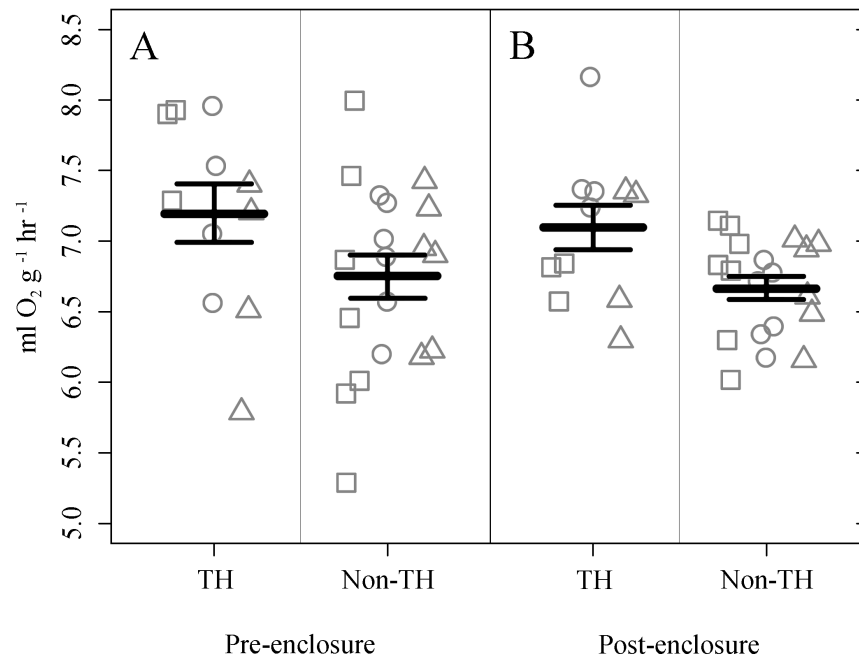 A
B
8.5
8.0
7.5
7.0
6.5
6.0
5.5
5.0
ml O₂ g ⁻¹ hr ⁻¹
TH Non-TH TH Non-TH
Pre-enclosure Post-enclosure